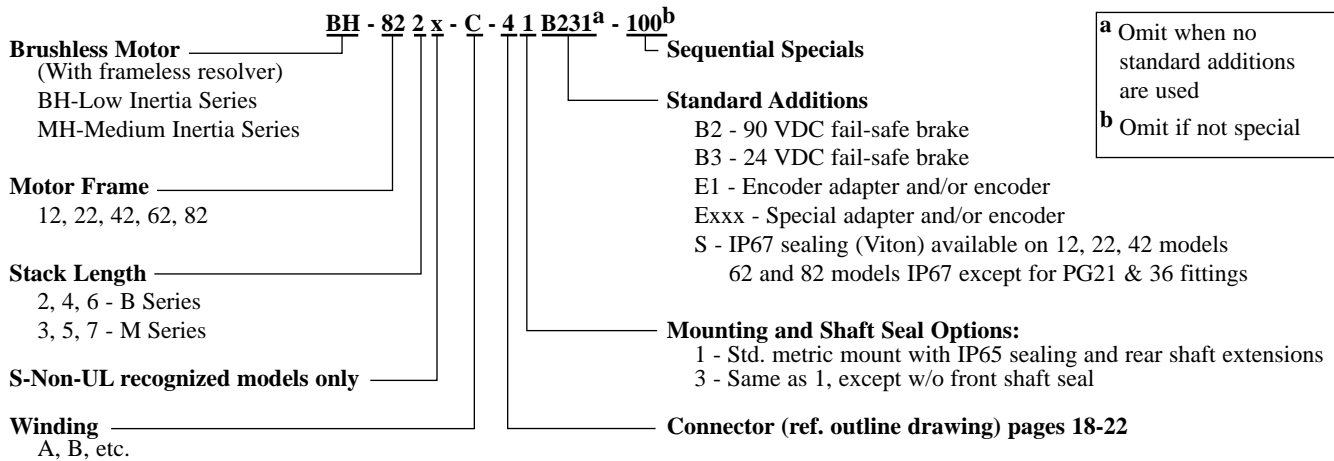 BH - 82 2 x - C - 4 1 B231a - 100b
Brushless Motor
(With frameless resolver)
BH-Low Inertia Series
MH-Medium Inertia Series
Motor Frame
12, 22, 42, 62, 82
Stack Length
2, 4, 6 - B Series
3, 5, 7 - M Series
S-Non-UL recognized models only
Winding
A, B, etc.
Sequential Specials
Standard Additions
B2 - 90 VDC fail-safe brake
B3 - 24 VDC fail-safe brake
E1 - Encoder adapter and/or encoder
Exxx - Special adapter and/or encoder
S - IP67 sealing (Viton) available on 12, 22, 42 models
62 and 82 models IP67 except for PG21 & 36 fittings
Mounting and Shaft Seal Options:
1 - Std. metric mount with IP65 sealing and rear shaft extensions
3 - Same as 1, except w/o front shaft seal
Connector (ref. outline drawing) pages 18-22
a Omit when no
standard additions
are used
b Omit if not special